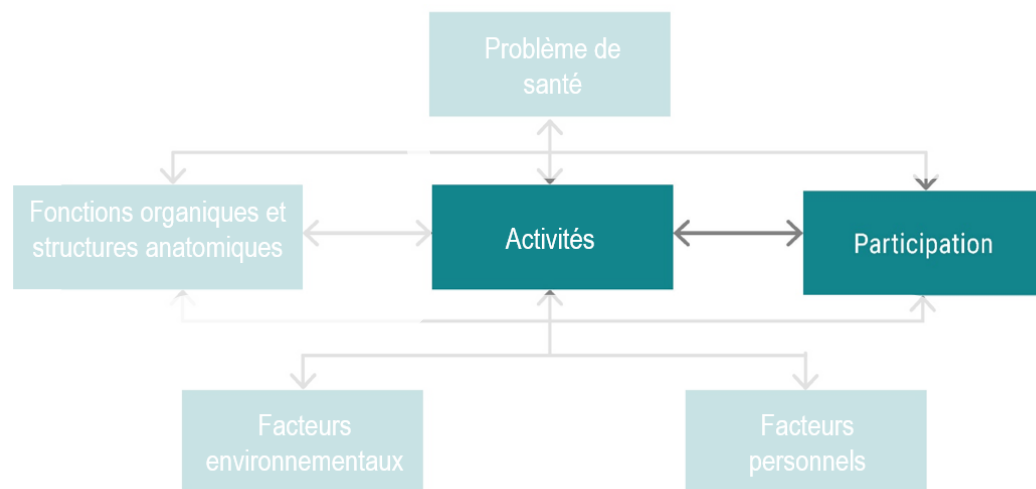 Problème de
santé
Fonctions organiques et
structures anatomiques
Activités
Participation
Facteurs
environnementaux
Facteurs
personnels